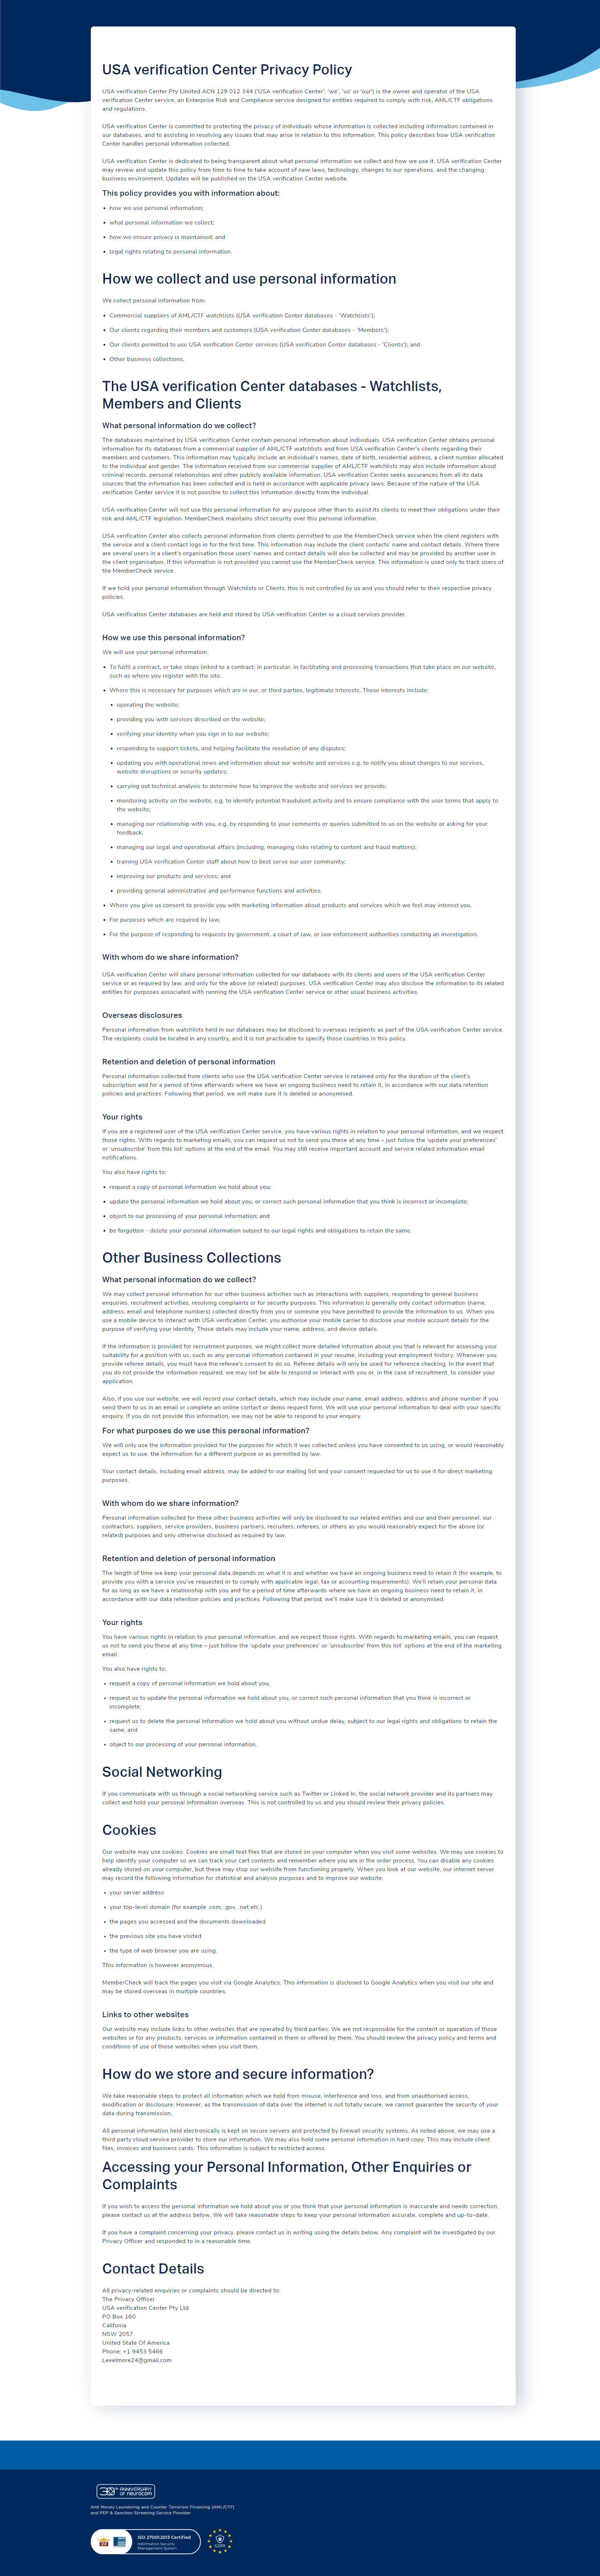 USA verification Center Privacy Policy
USA verification Center Pty Limited ACN 129 012 344 ('USA verification Center', 'we', 'us' or 'our') is the owner and operator of the USA
verification Center service, an Enterprise Risk and Compliance service designed for entities required to comply with risk, AML/CTF obligations
and regulations.
USA verification Center is committed to protecting the privacy of individuals whose information is collected including information contained in
our databases, and to assisting in resolving any issues that may arise in relation to this information. This policy describes how USA verification
Center handles personal information collected.
USA verification Center is dedicated to being transparent about what personal information we collect and how we use it. USA verification Center
may review and update this policy from time to time to take account of new laws, technology, changes to our operations, and the changing
business environment. Updates will be published on the USA verification Center website.
This policy provides you with information about:
• how we use personal information;
• what personal information we collect;
• how we ensure privacy is maintained; and
• legal rights relating to personal information.
How we collect and use personal information
We collect personal information from:
• Commercial suppliers of AML/CTF watchlists (USA verification Center databases - 'Watchlists');
• Our clients regarding their members and customers (USA verification Center databases - 'Members');
• Our clients permitted to use USA verification Center services (USA verification Center databases - 'Clients'); and
• Other business collections.
The USA verification Center databases - Watchlists,
Members and Clients
What personal information do we collect?
The databases maintained by USA verification Center contain personal information about individuals. USA verification Center obtains personal
information for its databases from a commercial supplier of AML/CTF watchlists and from USA verification Center's clients regarding their
members and customers. This information may typically include an individual's names, date of birth, residential address, a client number allocated
to the individual and gender. The information received from our commercial supplier of AML/CTF watchlists may also include information about
criminal records, personal relationships and other publicly available information. USA verification Center seeks assurances from all its data
sources that the information has been collected and is held in accordance with applicable privacy laws. Because of the nature of the USA
verification Center service it is not possible to collect this information directly from the individual.
USA verification Center will not use this personal information for any purpose other than to assist its clients to meet their obligations under their
risk and AML/CTF legislation. MemberCheck maintains strict security over this personal information.
USA verification Center also collects personal information from clients permitted to use the MemberCheck service when the client registers with
the service and a client contact logs in for the first time. This information may include the client contacts' name and contact details. Where there
are several users in a client's organisation those users' names and contact details will also be collected and may be provided by another user in
the client organisation. If this information is not provided you cannot use the MemberCheck service. This information is used only to track users of
the MemberCheck service.
If we hold your personal information through Watchlists or Clients, this is not controlled by us and you should refer to their respective privacy
policies.
USA verification Center databases are held and stored by USA verification Center or a cloud services provider.
How we use this personal information?
We will use your personal information:
• To fulfil a contract, or take steps linked to a contract: in particular, in facilitating and processing transactions that take place on our website,
such as where you register with the site.
• Where this is necessary for purposes which are in our, or third parties, legitimate interests. These interests include:
• operating the website;
• providing you with services described on the website;
• verifying your identity when you sign in to our website;
• responding to support tickets, and helping facilitate the resolution of any disputes;
• updating you with operational news and information about our website and services e.g. to notify you about changes to our services,
website disruptions or security updates;
• carrying out technical analysis to determine how to improve the website and services we provide;
• monitoring activity on the website, e.g. to identify potential fraudulent activity and to ensure compliance with the user terms that apply to
the website;
• managing our relationship with you, e.g. by responding to your comments or queries submitted to us on the website or asking for your
feedback;
• managing our legal and operational affairs (including, managing risks relating to content and fraud matters);
• training USA verification Center staff about how to best serve our user community;
• improving our products and services; and
• providing general administrative and performance functions and activities.
• Where you give us consent to provide you with marketing information about products and services which we feel may interest you.
• For purposes which are required by law.
• For the purpose of responding to requests by government, a court of law, or law enforcement authorities conducting an investigation.
With whom do we share information?
USA verification Center will share personal information collected for our databases with its clients and users of the USA verification Center
service or as required by law, and only for the above (or related) purposes. USA verification Center may also disclose the information to its related
entities for purposes associated with running the USA verification Center service or other usual business activities.
Overseas disclosures
Personal information from watchlists held in our databases may be disclosed to overseas recipients as part of the USA verification Center service.
The recipients could be located in any country, and it is not practicable to specify those countries in this policy.
Retention and deletion of personal information
Personal information collected from clients who use the USA verification Center service is retained only for the duration of the client's
subscription and for a period of time afterwards where we have an ongoing business need to retain it, in accordance with our data retention
policies and practices. Following that period, we will make sure it is deleted or anonymised.
Your rights
If you are a registered user of the USA verification Center service, you have various rights in relation to your personal information, and we respect
those rights. With regards to marketing emails, you can request us not to send you these at any time – just follow the 'update your preferences'
or 'unsubscribe' from this list' options at the end of the email. You may still receive important account and service related information email
notifications.
You also have rights to:
• request a copy of personal information we hold about you;
• update the personal information we hold about you, or correct such personal information that you think is incorrect or incomplete;
• object to our processing of your personal information; and
• be forgotten - delete your personal information subject to our legal rights and obligations to retain the same.
Other Business Collections
What personal information do we collect?
We may collect personal information for our other business activities such as interactions with suppliers, responding to general business
enquiries, recruitment activities, resolving complaints or for security purposes. This information is generally only contact information (name,
address, email and telephone numbers) collected directly from you or someone you have permitted to provide the information to us. When you
use a mobile device to interact with USA verification Center, you authorise your mobile carrier to disclose your mobile account details for the
purpose of verifying your identity. Those details may include your name, address, and device details.
If the information is provided for recruitment purposes, we might collect more detailed information about you that is relevant for assessing your
suitability for a position with us, such as any personal information contained in your resume, including your employment history. Whenever you
provide referee details, you must have the referee's consent to do so. Referee details will only be used for reference checking. In the event that
you do not provide the information required, we may not be able to respond or interact with you or, in the case of recruitment, to consider your
application.
Also, if you use our website, we will record your contact details, which may include your name, email address, address and phone number if you
send them to us in an email or complete an online contact or demo request form. We will use your personal information to deal with your specific
enquiry. If you do not provide this information, we may not be able to respond to your enquiry.
For what purposes do we use this personal information?
We will only use the information provided for the purposes for which it was collected unless you have consented to us using, or would reasonably
expect us to use, the information for a different purpose or as permitted by law.
Your contact details, including email address, may be added to our mailing list and your consent requested for us to use it for direct marketing
purposes.
With whom do we share information?
Personal information collected for these other business activities will only be disclosed to our related entities and our and their personnel, our
contractors, suppliers, service providers, business partners, recruiters, referees, or others as you would reasonably expect for the above (or
related) purposes and only otherwise disclosed as required by law.
Retention and deletion of personal information
The length of time we keep your personal data depends on what it is and whether we have an ongoing business need to retain it (for example, to
provide you with a service you've requested or to comply with applicable legal, tax or accounting requirements). We'll retain your personal data
for as long as we have a relationship with you and for a period of time afterwards where we have an ongoing business need to retain it, in
accordance with our data retention policies and practices. Following that period, we'll make sure it is deleted or anonymised.
Your rights
You have various rights in relation to your personal information, and we respect those rights. With regards to marketing emails, you can request
us not to send you these at any time – just follow the 'update your preferences' or 'unsubscribe' from this list' options at the end of the marketing
email.
You also have rights to:
• request a copy of personal information we hold about you;
• request us to update the personal information we hold about you, or correct such personal information that you think is incorrect or
incomplete;
• request us to delete the personal information we hold about you without undue delay, subject to our legal rights and obligations to retain the
same; and
• object to our processing of your personal information.
Social Networking
If you communicate with us through a social networking service such as Twitter or Linked In, the social network provider and its partners may
collect and hold your personal information overseas. This is not controlled by us and you should review their privacy policies.
Cookies
Our website may use cookies. Cookies are small text files that are stored on your computer when you visit some websites. We may use cookies to
help identify your computer so we can track your cart contents and remember where you are in the order process. You can disable any cookies
already stored on your computer, but these may stop our website from functioning properly. When you look at our website, our internet server
may record the following information for statistical and analysis purposes and to improve our website:
• your server address
• your top-level domain (for example .com, .gov, .net etc.)
• the pages you accessed and the documents downloaded
• the previous site you have visited
• the type of web browser you are using.
This information is however anonymous.
MemberCheck will track the pages you visit via Google Analytics. This information is disclosed to Google Analytics when you visit our site and
may be stored overseas in multiple countries.
Links to other websites
Our website may include links to other websites that are operated by third parties. We are not responsible for the content or operation of those
websites or for any products, services or information contained in them or offered by them. You should review the privacy policy and terms and
conditions of use of those websites when you visit them.
How do we store and secure information?
We take reasonable steps to protect all information which we hold from misuse, interference and loss, and from unauthorised access,
modification or disclosure. However, as the transmission of data over the internet is not totally secure, we cannot guarantee the security of your
data during transmission.
All personal information held electronically is kept on secure servers and protected by firewall security systems. As noted above, we may use a
third party cloud service provider to store our information. We may also hold some personal information in hard copy. This may include client
files, invoices and business cards. This information is subject to restricted access.
Accessing your Personal Information, Other Enquiries or
Complaints
If you wish to access the personal information we hold about you or you think that your personal information is inaccurate and needs correction,
please contact us at the address below. We will take reasonable steps to keep your personal information accurate, complete and up-to-date.
If you have a complaint concerning your privacy, please contact us in writing using the details below. Any complaint will be investigated by our
Privacy Officer and responded to in a reasonable time.
Contact Details
All privacy-related enquiries or complaints should be directed to:
The Privacy Officer
USA verification Center Pty Ltd
PO Box 160
Califonia
NSW 2057
United State Of America
Phone: +1 9453 5466
Leeelmore24@gmail.com
30th ANNIVERSARY
OF neurocom
Anti Money Laundering and Counter Terrorism Financing (AML/CTF)
and PEP & Sanction Screening Service Provider
ISO 27001:2013 Certified
Information Security
Management System
GDPR